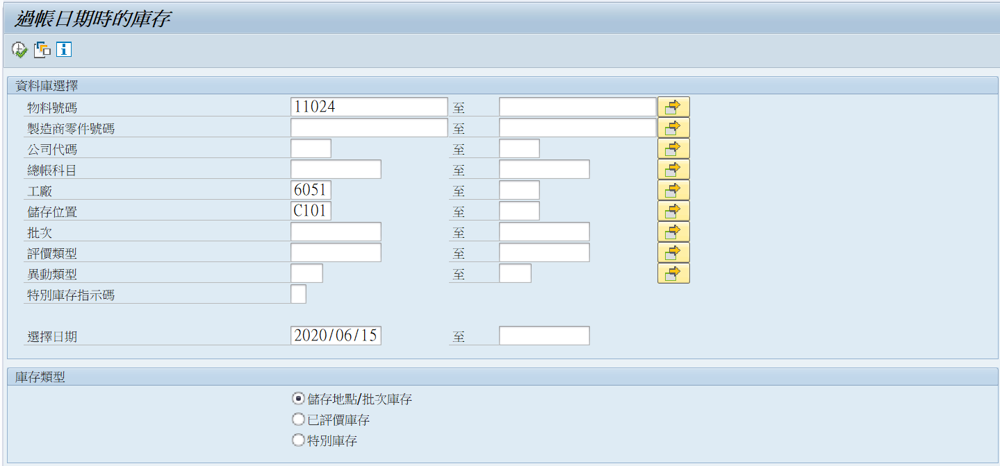 過帳日期時的庫存
資料庫選擇
物料號碼 11024 至
製造商零件號碼 至
公司代碼 至
總帳科目 至
工廠 6051 至
儲存位置 C101 至
批次 至
評價類型 至
異動類型 至
特別庫存指示碼
選擇日期 2020/06/15 至
庫存類型
儲存地點/批次庫存
已評價庫存
特別庫存